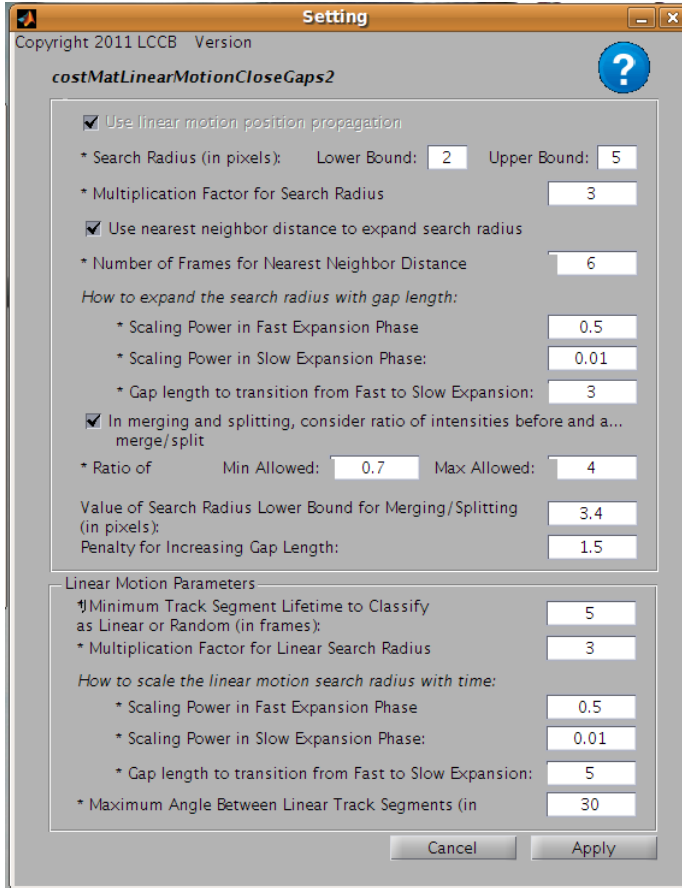 Setting
Copyright 2011 LCCB Version
costMatLinearMotionCloseGaps2
?
Use linear motion position propagation
* Search Radius (in pixels): Lower Bound: 2 Upper Bound: 5
* Multiplication Factor for Search Radius 3
Use nearest neighbor distance to expand search radius
* Number of Frames for Nearest Neighbor Distance 6
How to expand the search radius with gap length:
* Scaling Power in Fast Expansion Phase 0.5
* Scaling Power in Slow Expansion Phase: 0.01
* Gap length to transition from Fast to Slow Expansion: 3
In merging and splitting, consider ratio of intensities before and a...
merge/split
* Ratio of Min Allowed: 0.7 Max Allowed: 4
Value of Search Radius Lower Bound for Merging/Splitting 3.4
(in pixels):
Penalty for Increasing Gap Length: 1.5
Linear Motion Parameters
Minimum Track Segment Lifetime to Classify 5
as Linear or Random (in frames):
* Multiplication Factor for Linear Search Radius 3
How to scale the linear motion search radius with time:
* Scaling Power in Fast Expansion Phase 0.5
* Scaling Power in Slow Expansion Phase: 0.01
* Gap length to transition from Fast to Slow Expansion: 5
* Maximum Angle Between Linear Track Segments (in 30
Cancel Apply